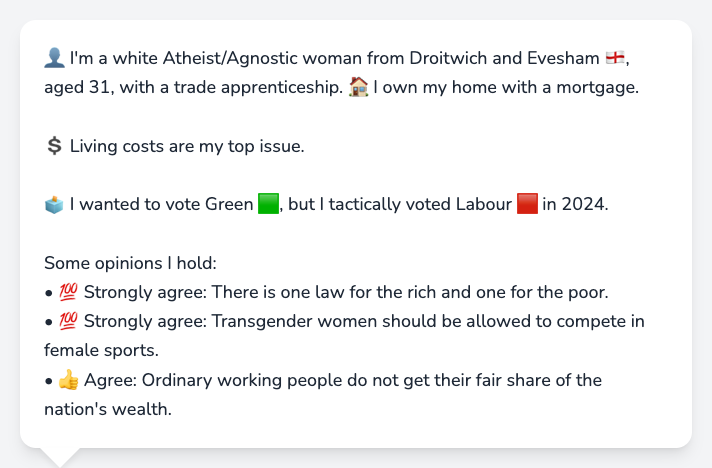 👤 I'm a white Atheist/Agnostic woman from Droitwich and Evesham 🏴󠁧󠁢󠁥󠁮󠁧󠁿,
aged 31, with a trade apprenticeship. 🏠 I own my home with a mortgage.
💲 Living costs are my top issue.
🗳️ I wanted to vote Green 🟩, but I tactically voted Labour 🟥 in 2024.
Some opinions I hold:
• 💯 Strongly agree: There is one law for the rich and one for the poor.
• 💯 Strongly agree: Transgender women should be allowed to compete in
female sports.
• 👍 Agree: Ordinary working people do not get their fair share of the
nation's wealth.